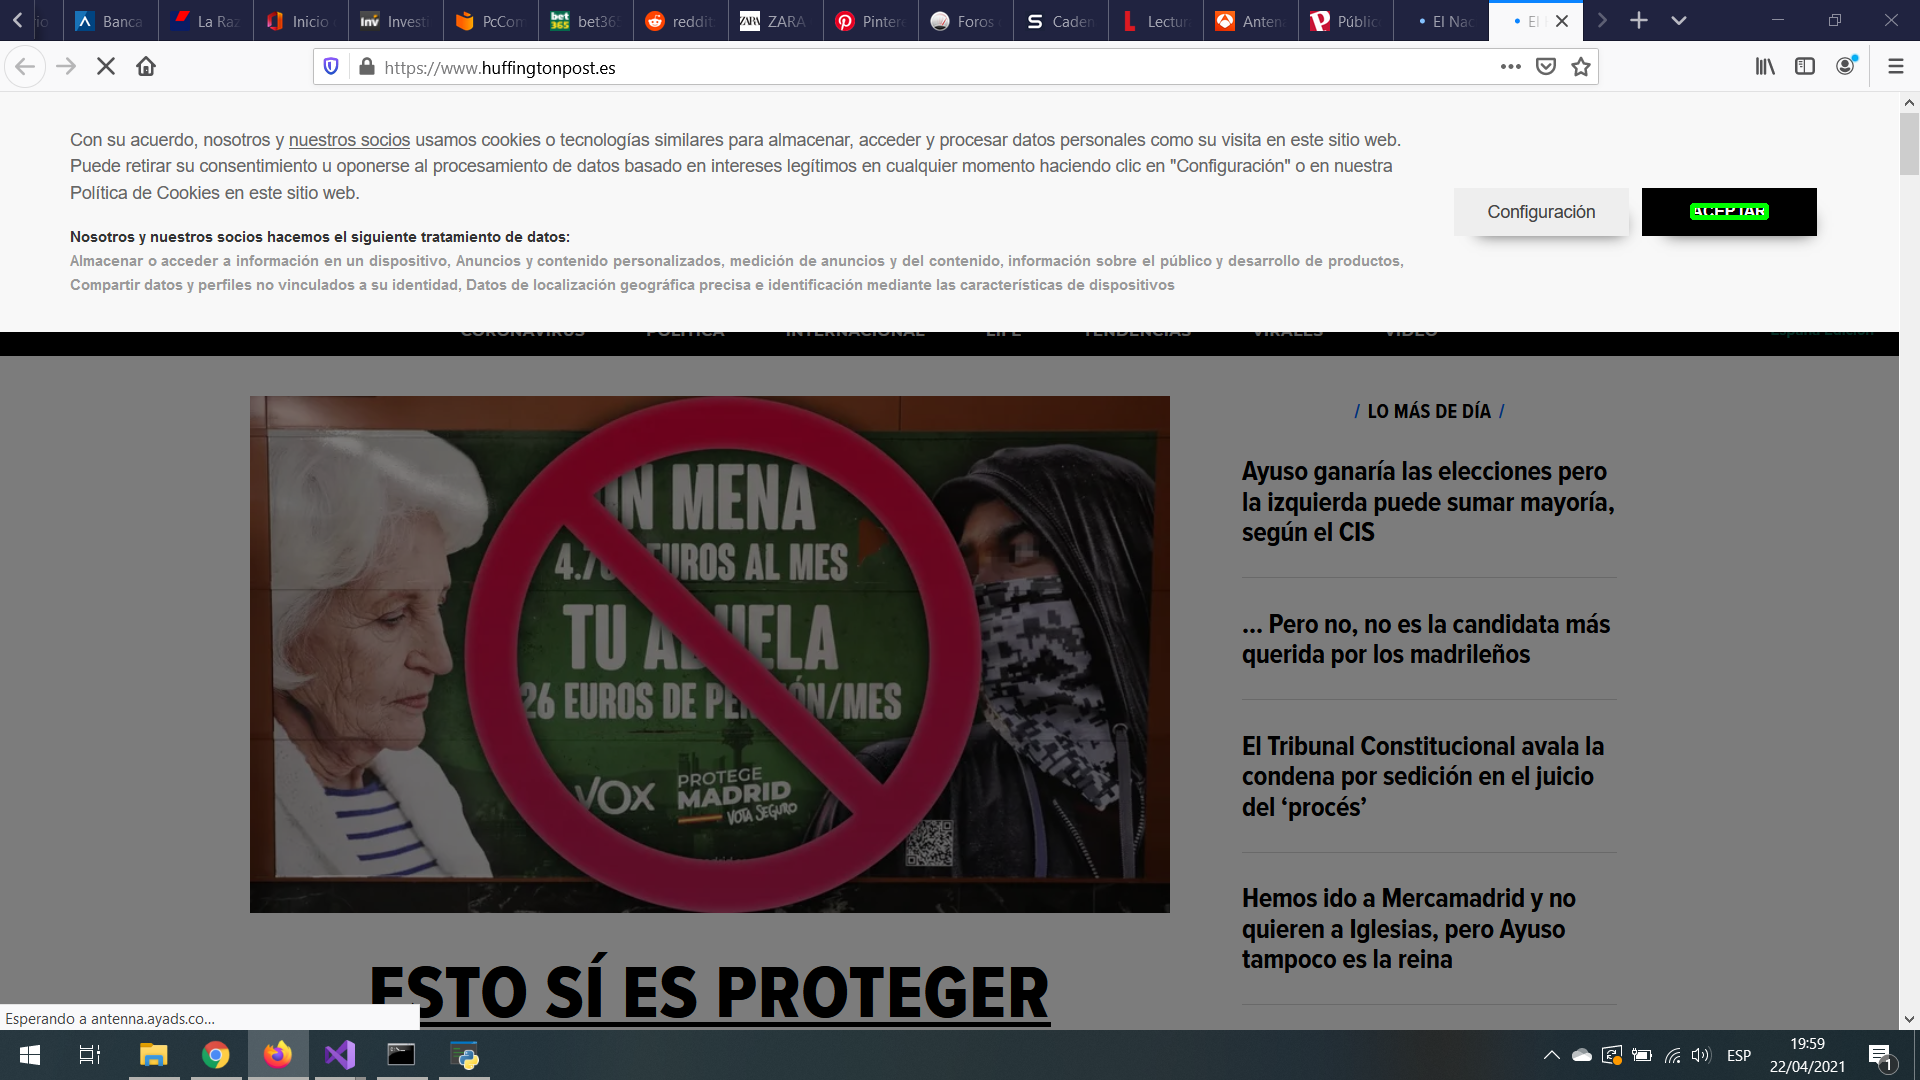 Banca
La Raz
Inicio
Investi
PcCom
bet365
reddit
ZARA
Pintere
Foros
Caden
Lectur
Anten
Públic
El Nac
El
https://www.huffingtonpost.es
Con su acuerdo, nosotros y nuestros socios usamos cookies o tecnologías similares para almacenar, acceder y procesar datos personales como su visita en este sitio web.
Puede retirar su consentimiento u oponerse al procesamiento de datos basado en intereses legítimos en cualquier momento haciendo clic en "Configuración" o en nuestra
Política de Cookies en este sitio web.
Nosotros y nuestros socios hacemos el siguiente tratamiento de datos:
Almacenar o acceder a información en un dispositivo, Anuncios y contenido personalizados, medición de anuncios y del contenido, información sobre el público y desarrollo de productos,
Compartir datos y perfiles no vinculados a su identidad, Datos de localización geográfica precisa e identificación mediante las características de dispositivos
Configuración
ACEPTAR
CORONAVIRUS POLÍTICA INTERNACIONAL LIFE TENDENCIAS VIRALES VÍDEO
UN MENA
EUROS AL MES
TU ABUELA
26 EUROS DE PENSIÓN/MES
VOX
PROTEGE
MADRID
VOTA SEGURO
ESTO SÍ ES PROTEGER
/ LO MÁS DE DÍA /
Ayuso ganaría las elecciones pero
la izquierda puede sumar mayoría,
según el CIS
... Pero no, no es la candidata más
querida por los madrileños
El Tribunal Constitucional avala la
condena por sedición en el juicio
del ‘procés’
Hemos ido a Mercamadrid y no
quieren a Iglesias, pero Ayuso
tampoco es la reina
Esperando a antenna.ayads.co...
ESP
19:59
22/04/2021
1